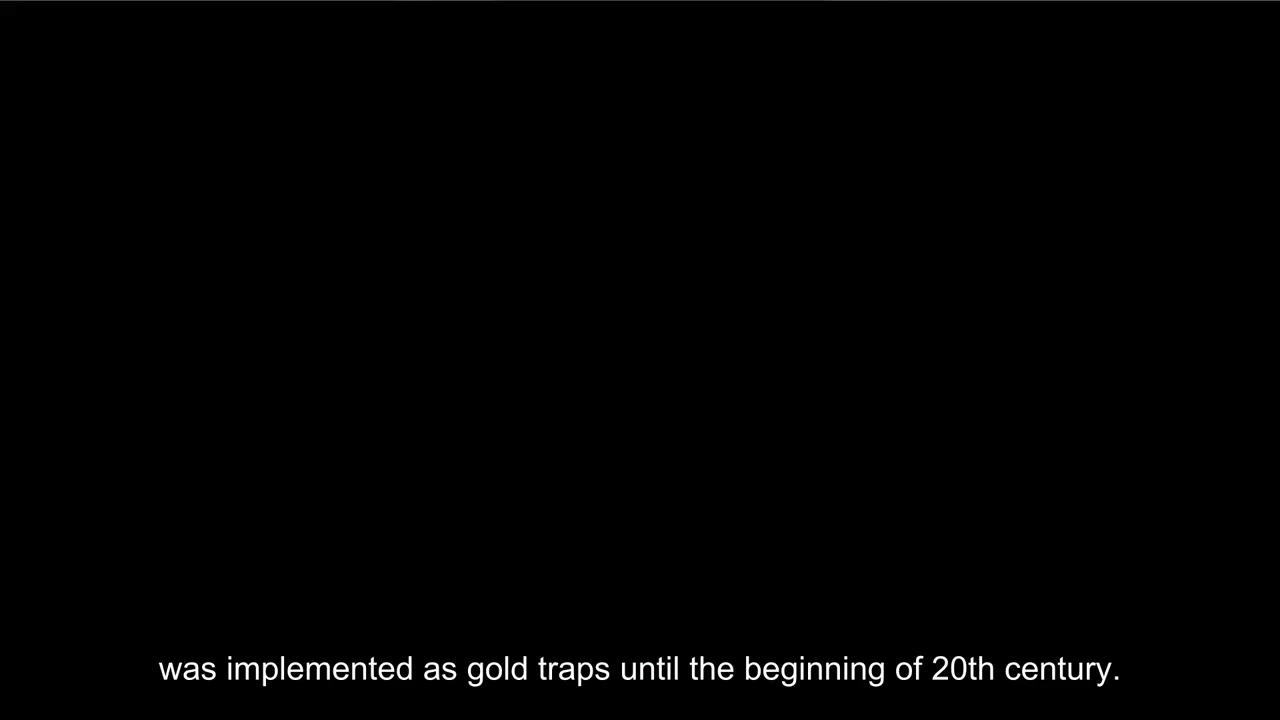 was implemented as gold traps until the beginning of 20th century.